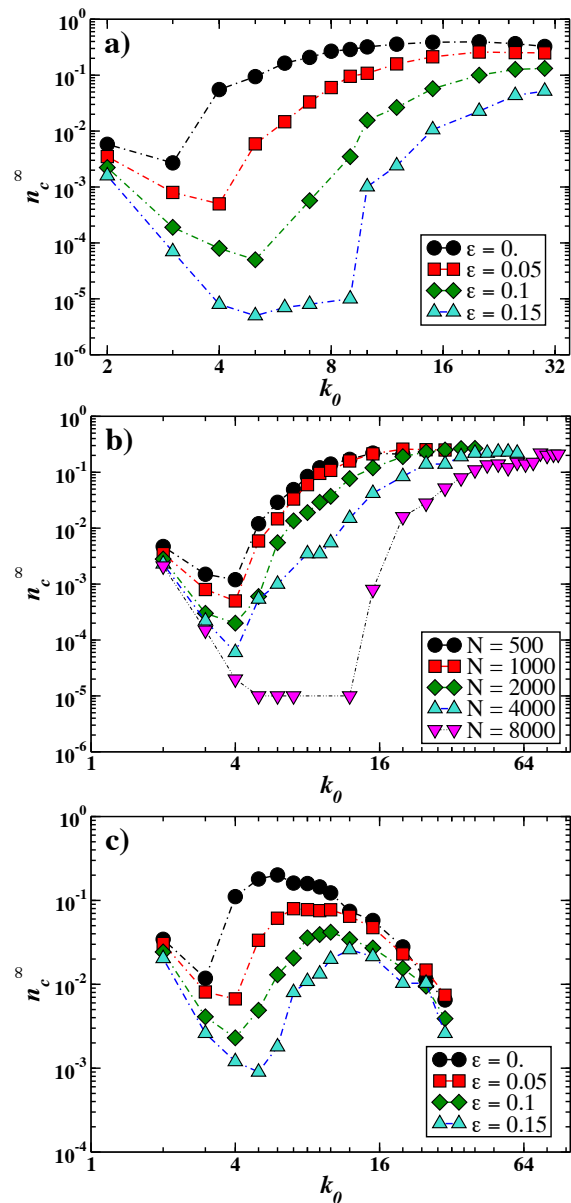 a)
10^0
10^-1
10^-2
10^-3
10^-4
10^-5
10^-6
n_c^∞
ε = 0.
ε = 0.05
ε = 0.1
ε = 0.15
2 4 8 16 32
k_0
b)
10^0
10^-1
10^-2
10^-3
10^-4
10^-5
10^-6
n_c^∞
N = 500
N = 1000
N = 2000
N = 4000
N = 8000
1 4 16 64
k_0
c)
10^0
10^-1
10^-2
10^-3
10^-4
n_c^∞
ε = 0.
ε = 0.05
ε = 0.1
ε = 0.15
1 4 16 64
k_0